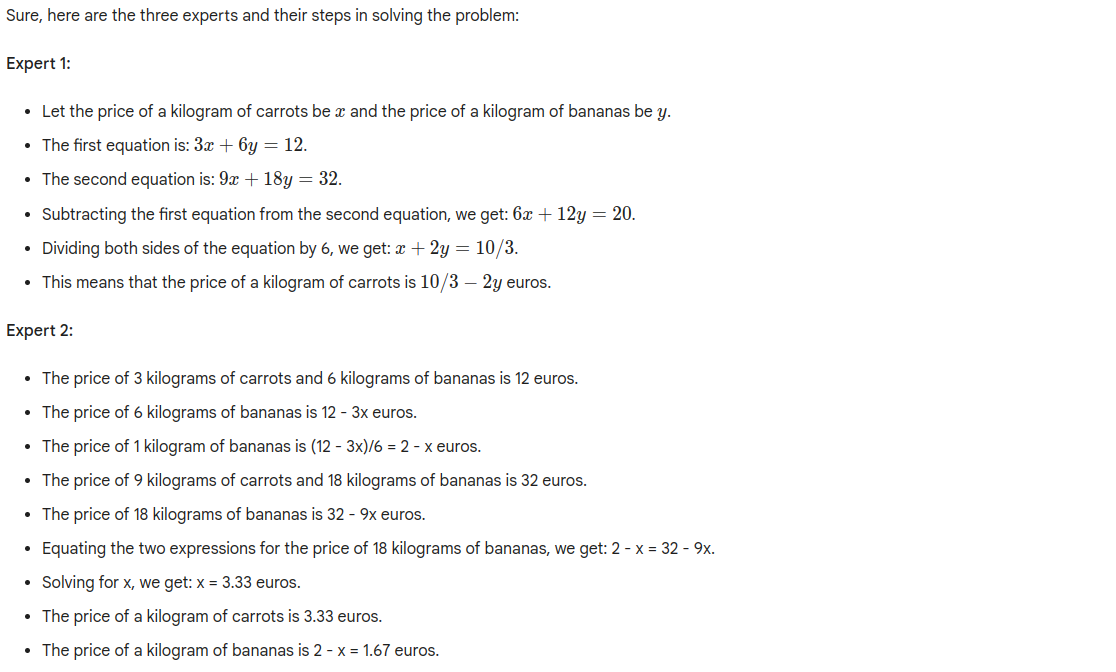 Sure, here are the three experts and their steps in solving the problem:
Expert 1:
• Let the price of a kilogram of carrots be x and the price of a kilogram of bananas be y.
• The first equation is: 3x + 6y = 12.
• The second equation is: 9x + 18y = 32.
• Subtracting the first equation from the second equation, we get: 6x + 12y = 20.
• Dividing both sides of the equation by 6, we get: x + 2y = 10/3.
• This means that the price of a kilogram of carrots is 10/3 − 2y euros.
Expert 2:
• The price of 3 kilograms of carrots and 6 kilograms of bananas is 12 euros.
• The price of 6 kilograms of bananas is 12 - 3x euros.
• The price of 1 kilogram of bananas is (12 - 3x)/6 = 2 - x euros.
• The price of 9 kilograms of carrots and 18 kilograms of bananas is 32 euros.
• The price of 18 kilograms of bananas is 32 - 9x euros.
• Equating the two expressions for the price of 18 kilograms of bananas, we get: 2 - x = 32 - 9x.
• Solving for x, we get: x = 3.33 euros.
• The price of a kilogram of carrots is 3.33 euros.
• The price of a kilogram of bananas is 2 - x = 1.67 euros.